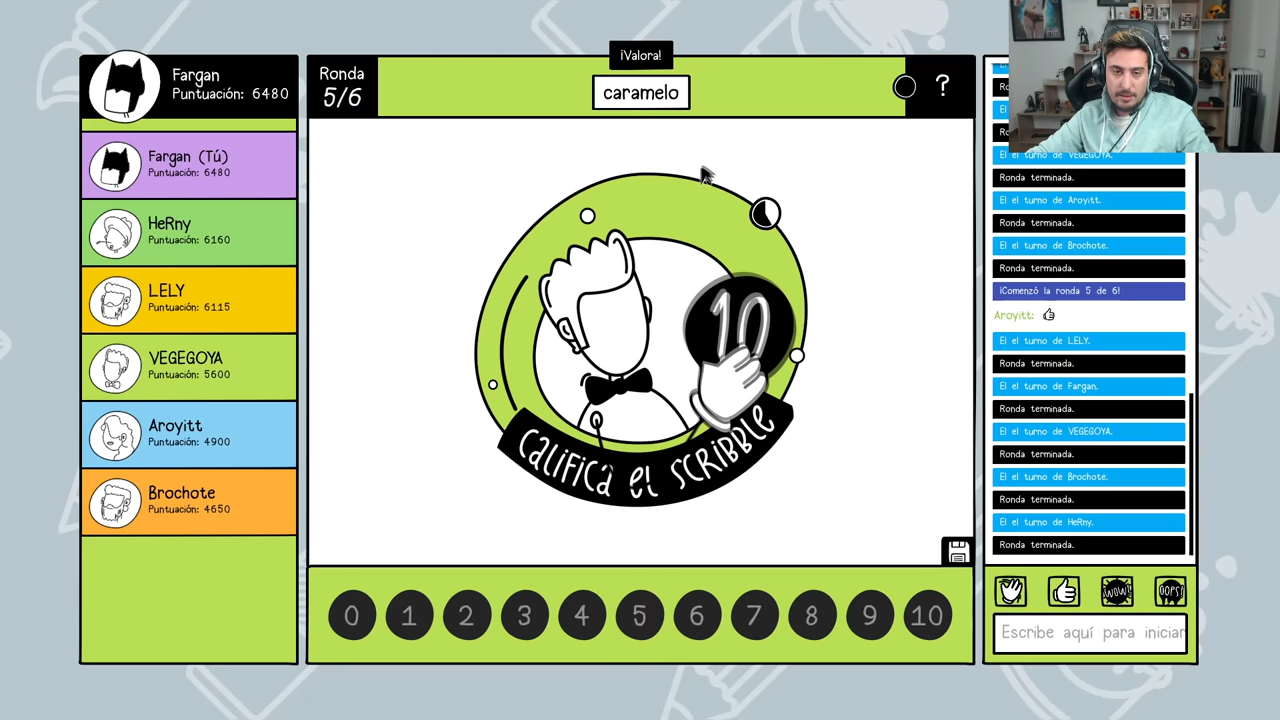 Fargan
Puntuación: 6480
Fargan (Tú)
Puntuación: 6480
HeRny
Puntuación: 6160
LELY
Puntuación: 6115
VEGEGOYA
Puntuación: 5600
Aroyitt
Puntuación: 4900
Brochote
Puntuación: 4650
Ronda
5/6
¡Valora!
caramelo
?
10
CALIFICA el SCRIBBLE
0 1 2 3 4 5 6 7 8 9 10
El el turno de VEGEGOYA.
Ronda terminada.
El el turno de Aroyitt.
Ronda terminada.
El el turno de Brochote.
Ronda terminada.
¡Comenzó la ronda 5 de 6!
Aroyitt:
El el turno de LELY.
Ronda terminada.
El el turno de Fargan.
Ronda terminada.
El el turno de VEGEGOYA.
Ronda terminada.
El el turno de Brochote.
Ronda terminada.
El el turno de HeRny.
Ronda terminada.
WOW!
OOPS!
Escribe aquí para iniciar